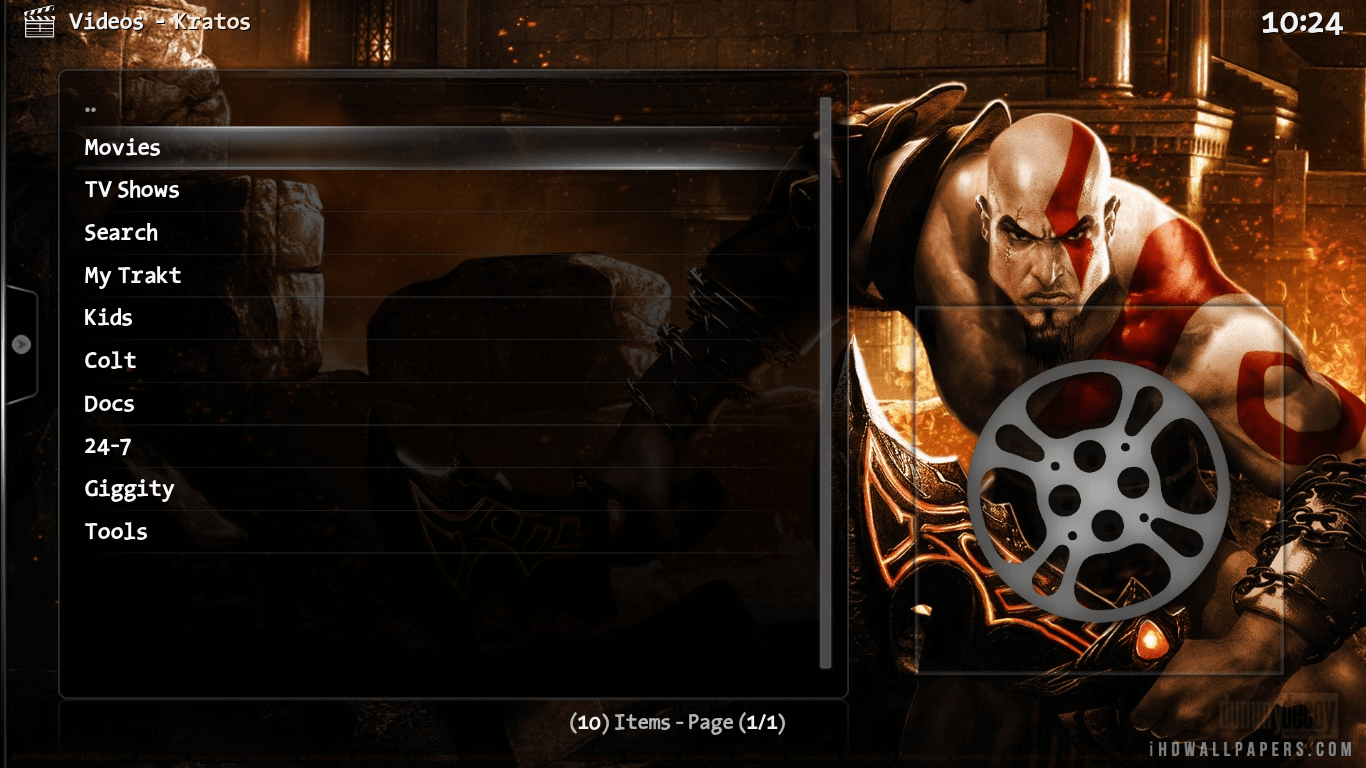 Videos - Kratos
10:24
..
Movies
TV Shows
Search
My Trakt
Kids
Colt
Docs
24-7
Giggity
Tools
(10) Items - Page (1/1)
dummydecoy
iHDWALLPAPERS.COM